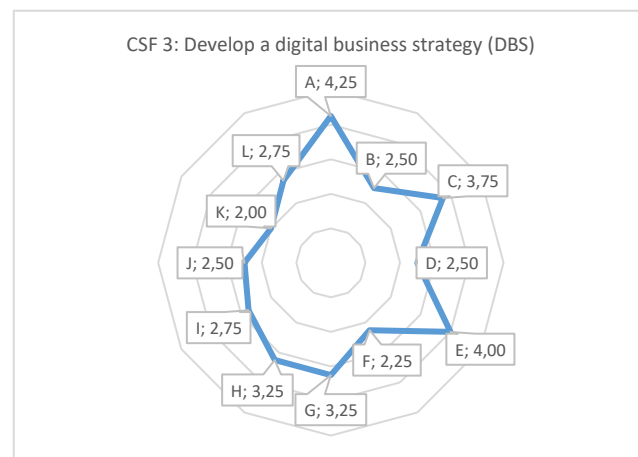 CSF 3: Develop a digital business strategy (DBS)
A; 4,25
B; 2,50
C; 3,75
D; 2,50
E; 4,00
F; 2,25
G; 3,25
H; 3,25
I; 2,75
J; 2,50
K; 2,00
L; 2,75